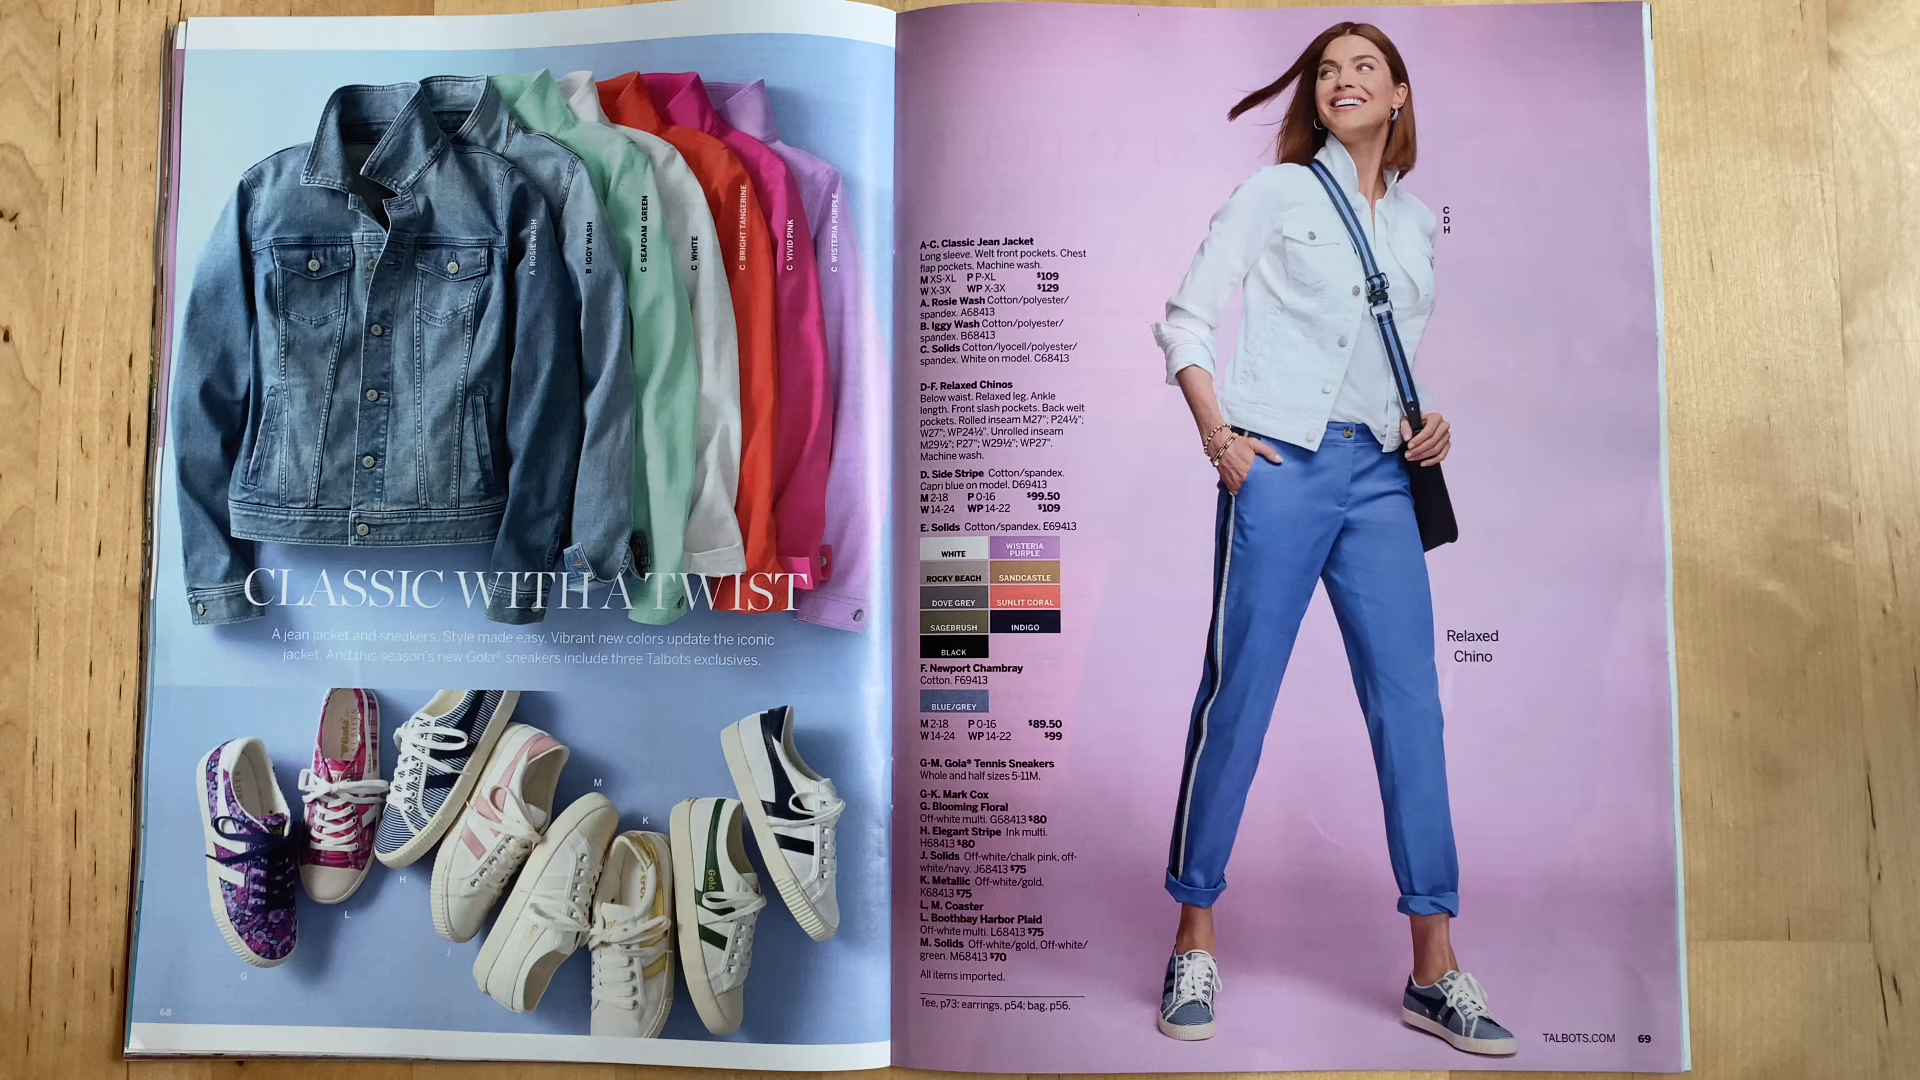 A ROSIE WASH
B IGGY WASH
C SEAFOAM GREEN
C WHITE
C BRIGHT TANGERINE
C VIVID PINK
C WISTERIA PURPLE
CLASSIC WITH A TWIST
A jean jacket and sneakers. Style made easy. Vibrant new colors update the iconic
jacket. And this season's new Gola® sneakers include three Talbots exclusives.
G
L
H
J
M
K
Gola
Gola
68
A-C. Classic Jean Jacket
Long sleeve. Welt front pockets. Chest
flap pockets. Machine wash.
M XS-XL P P-XL $109
W X-3X WP X-3X $129
A. Rosie Wash Cotton/polyester/
spandex. A68413
B. Iggy Wash Cotton/polyester/
spandex. B68413
C. Solids Cotton/lyocell/polyester/
spandex. White on model. C68413
D-F. Relaxed Chinos
Below waist. Relaxed leg. Ankle
length. Front slash pockets. Back welt
pockets. Rolled inseam M27"; P24½";
W27"; WP24½". Unrolled inseam
M29½"; P27"; W29½"; WP27".
Machine wash.
D. Side Stripe Cotton/spandex.
Capri blue on model. D69413
M 2-18 P 0-16 $99.50
W 14-24 WP 14-22 $109
E. Solids Cotton/spandex. E69413
WHITE WISTERIA PURPLE
ROCKY BEACH SANDCASTLE
DOVE GREY SUNLIT CORAL
SAGEBRUSH INDIGO
BLACK
F. Newport Chambray
Cotton. F69413
BLUE/GREY
M 2-18 P 0-16 $89.50
W 14-24 WP 14-22 $99
G-M. Gola® Tennis Sneakers
Whole and half sizes 5-11M.
G-K. Mark Cox
G. Blooming Floral
Off-white multi. G68413 $80
H. Elegant Stripe Ink multi.
H68413 $80
J. Solids Off-white/chalk pink, off-
white/navy. J68413 $75
K. Metallic Off-white/gold.
K68413 $75
L, M. Coaster
L. Boothbay Harbor Plaid
Off-white multi. L68413 $75
M. Solids Off-white/gold, Off-white/
green. M68413 $70
All items imported.
Tee, p73; earrings, p54; bag, p56.
C
D
H
Relaxed
Chino
TALBOTS.COM 69